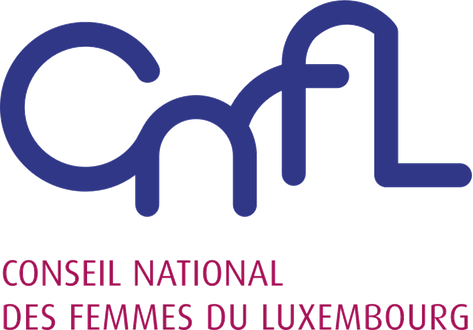 CnfL
CONSEIL NATIONAL
DES FEMMES DU LUXEMBOURG